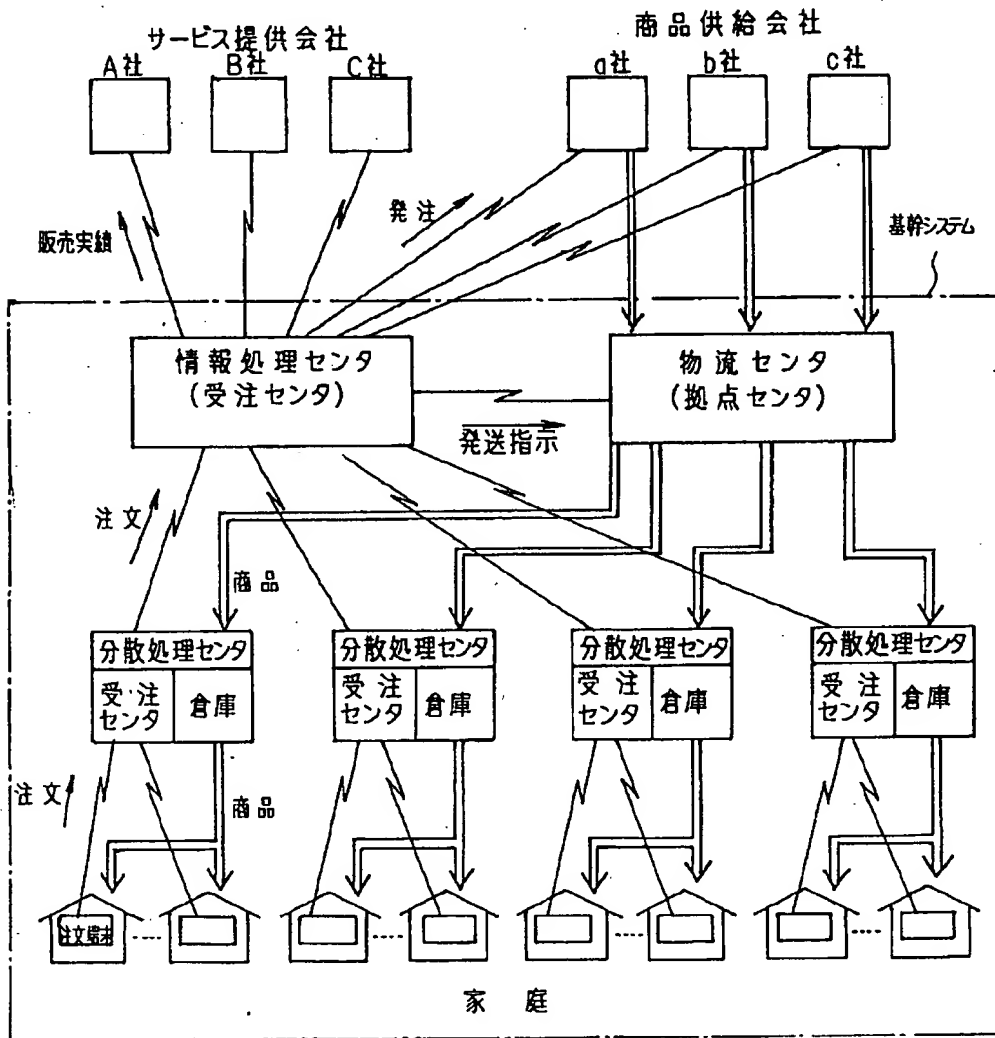 サービス提供会社
商品供給会社
A社 B社 C社
a社 b社 c社
販売実績
発注
基幹システム
情報処理センタ
(受注センタ)
物流センタ
(拠点センタ)
発送指示
注文
商品
分散処理センタ
受注
センタ
倉庫
分散処理センタ
受注
センタ
倉庫
分散処理センタ
受注
センタ
倉庫
分散処理センタ
受注
センタ
倉庫
注文
商品
注文端末
家庭